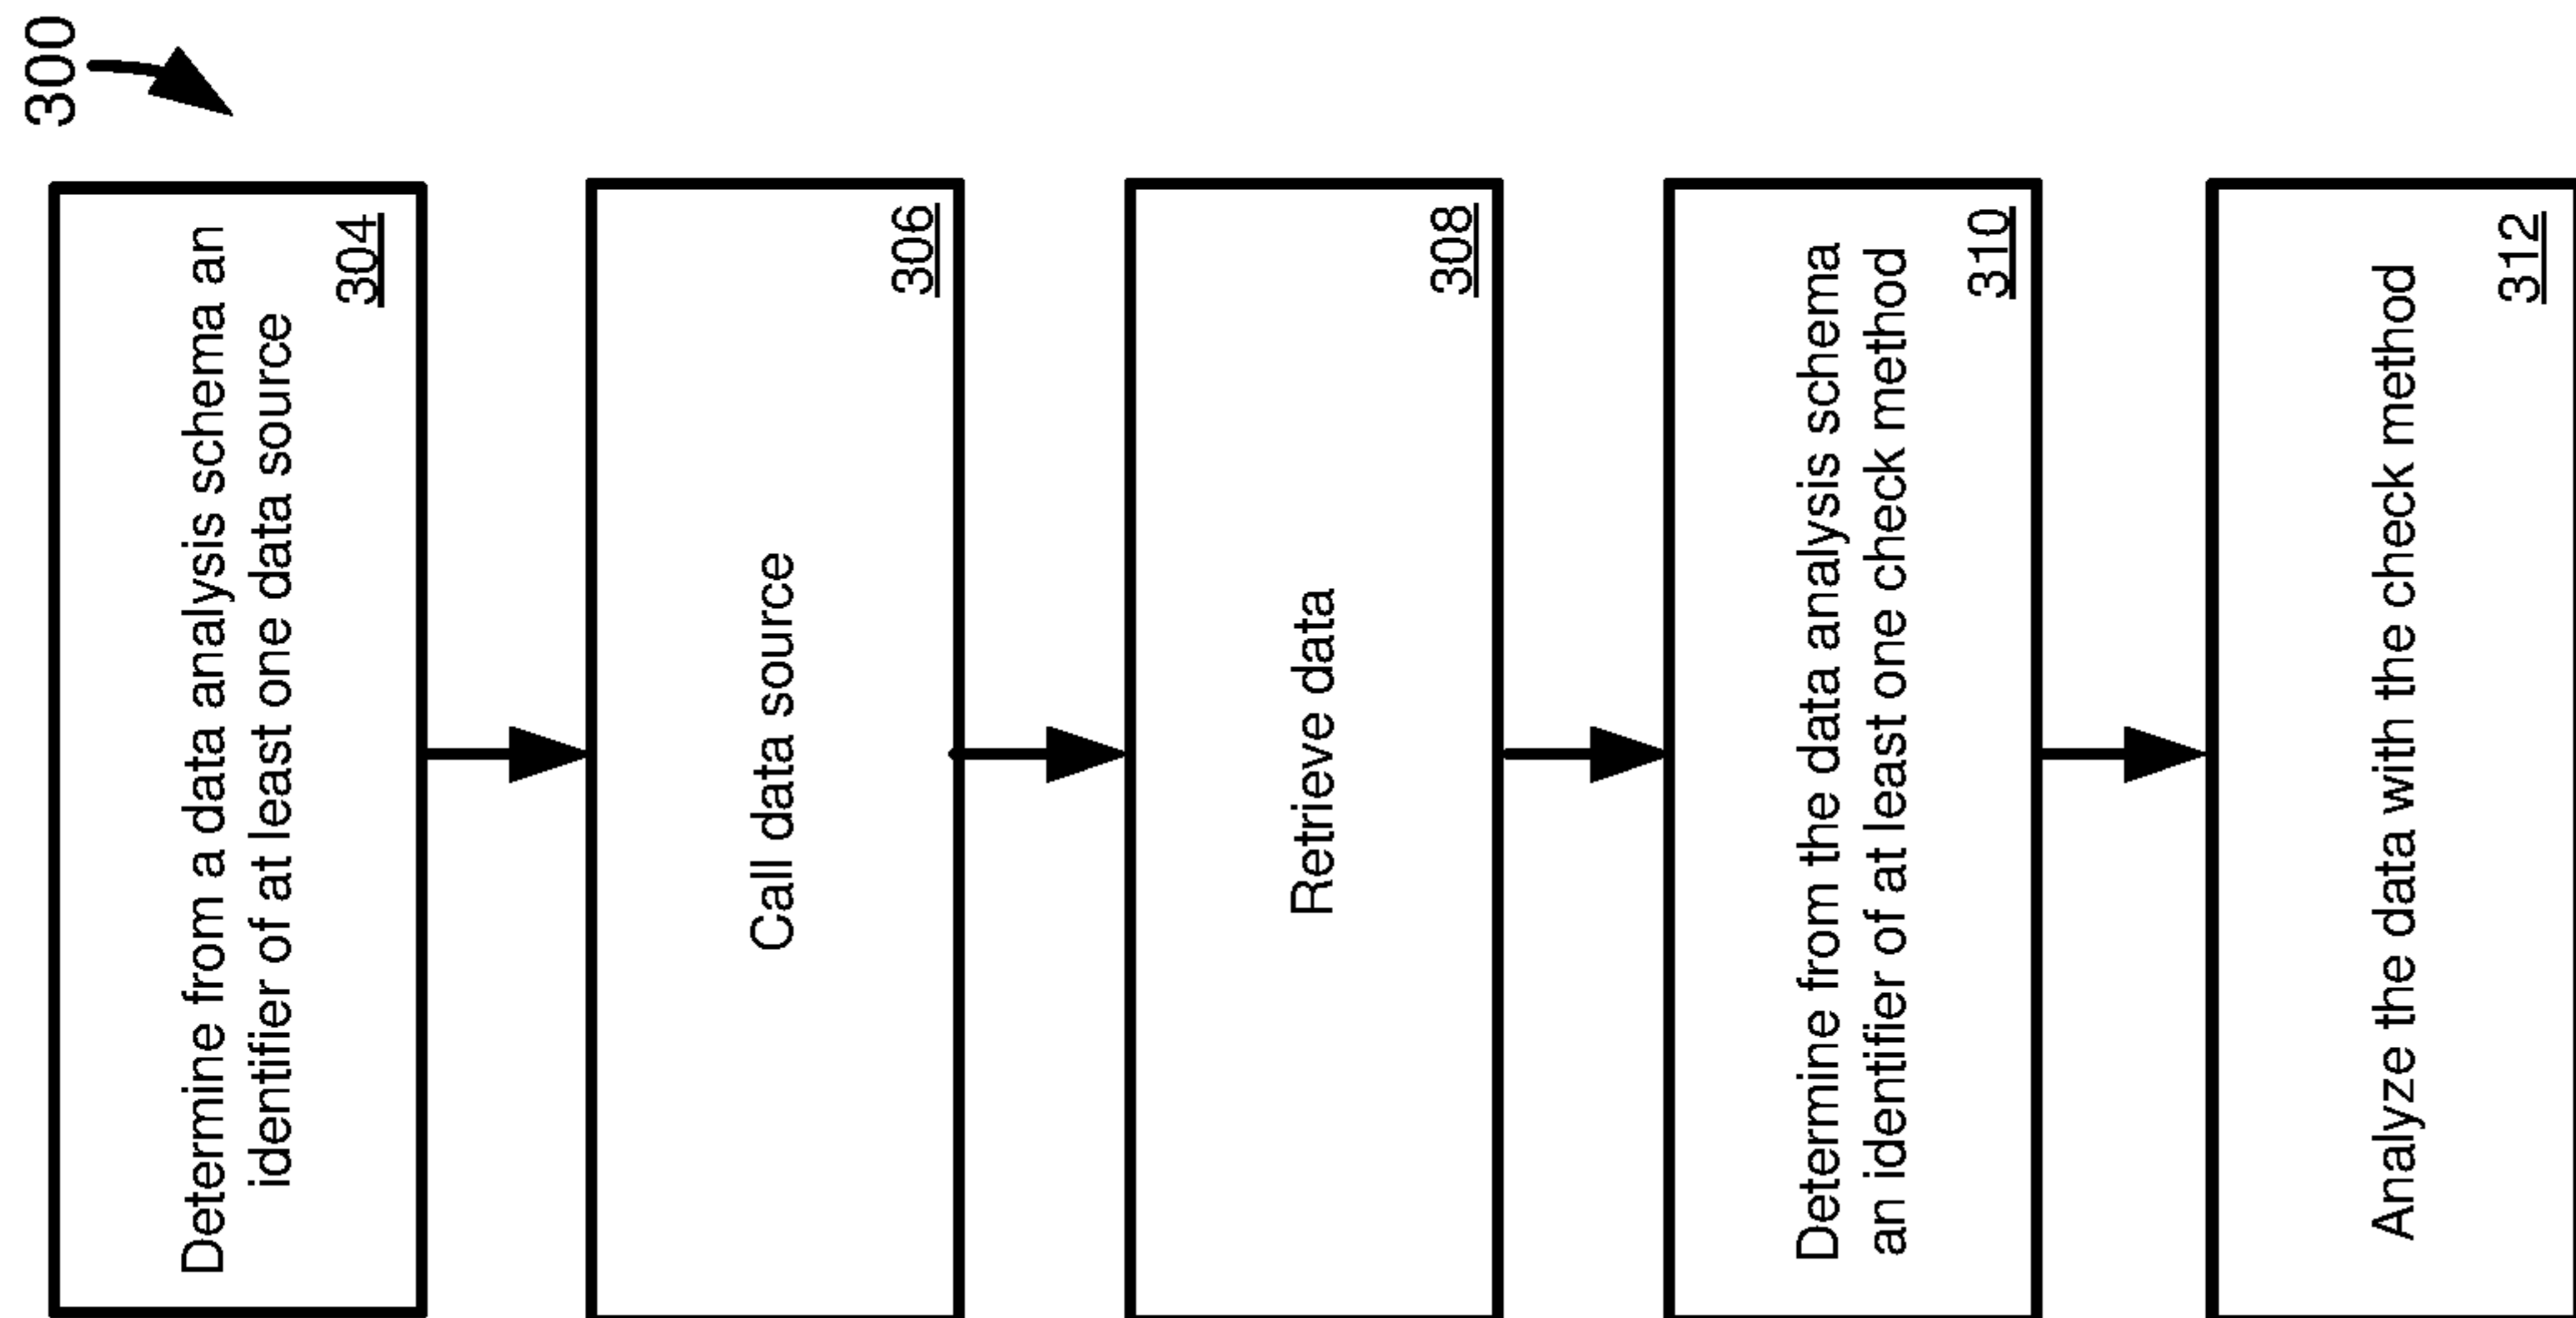 300
Determine from a data analysis schema an
identifier of at least one data source
304
Call data source
306
Retrieve data
308
Determine from the data analysis schema
an identifier of at least one check method
310
Analyze the data with the check method
312